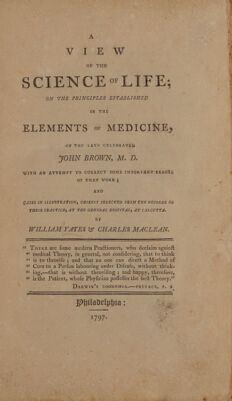 A
VIEW
OF THE
SCIENCE OF LIFE;
ON THE PRINCIPLES ESTABLISHED
IN THE
ELEMENTS OF MEDICINE,
OF THE LATE CELEBRATED
JOHN BROWN, M. D.
WITH AN ATTEMPT TO CORRECT SOME IMPORTANT ERRORS
OF THAT WORK;
AND
CASES IN ILLUSTRATION, CHIEFLY SELECTED FROM THE RECORDS OF
THEIR PRACTICE, AT THE GENERAL HOSPITAL, AT CALCUTTA.
BY
WILLIAM YATES & CHARLES MACLEAN.
" THERE are some modern Practitioners, who declaim against
" medical Theory, in general, not considering, that to think
" is to theorise; and that no one can direct a Method of
" Cure to a Person labouring under Disease, without think-
" ing,—that is without theorising; and happy, therefore,
" is the Patient, whose Physician possesses the best Theory."
DARWIN'S ZOONOMIA.—PREFACE, P.
Philadelphia:
1797.